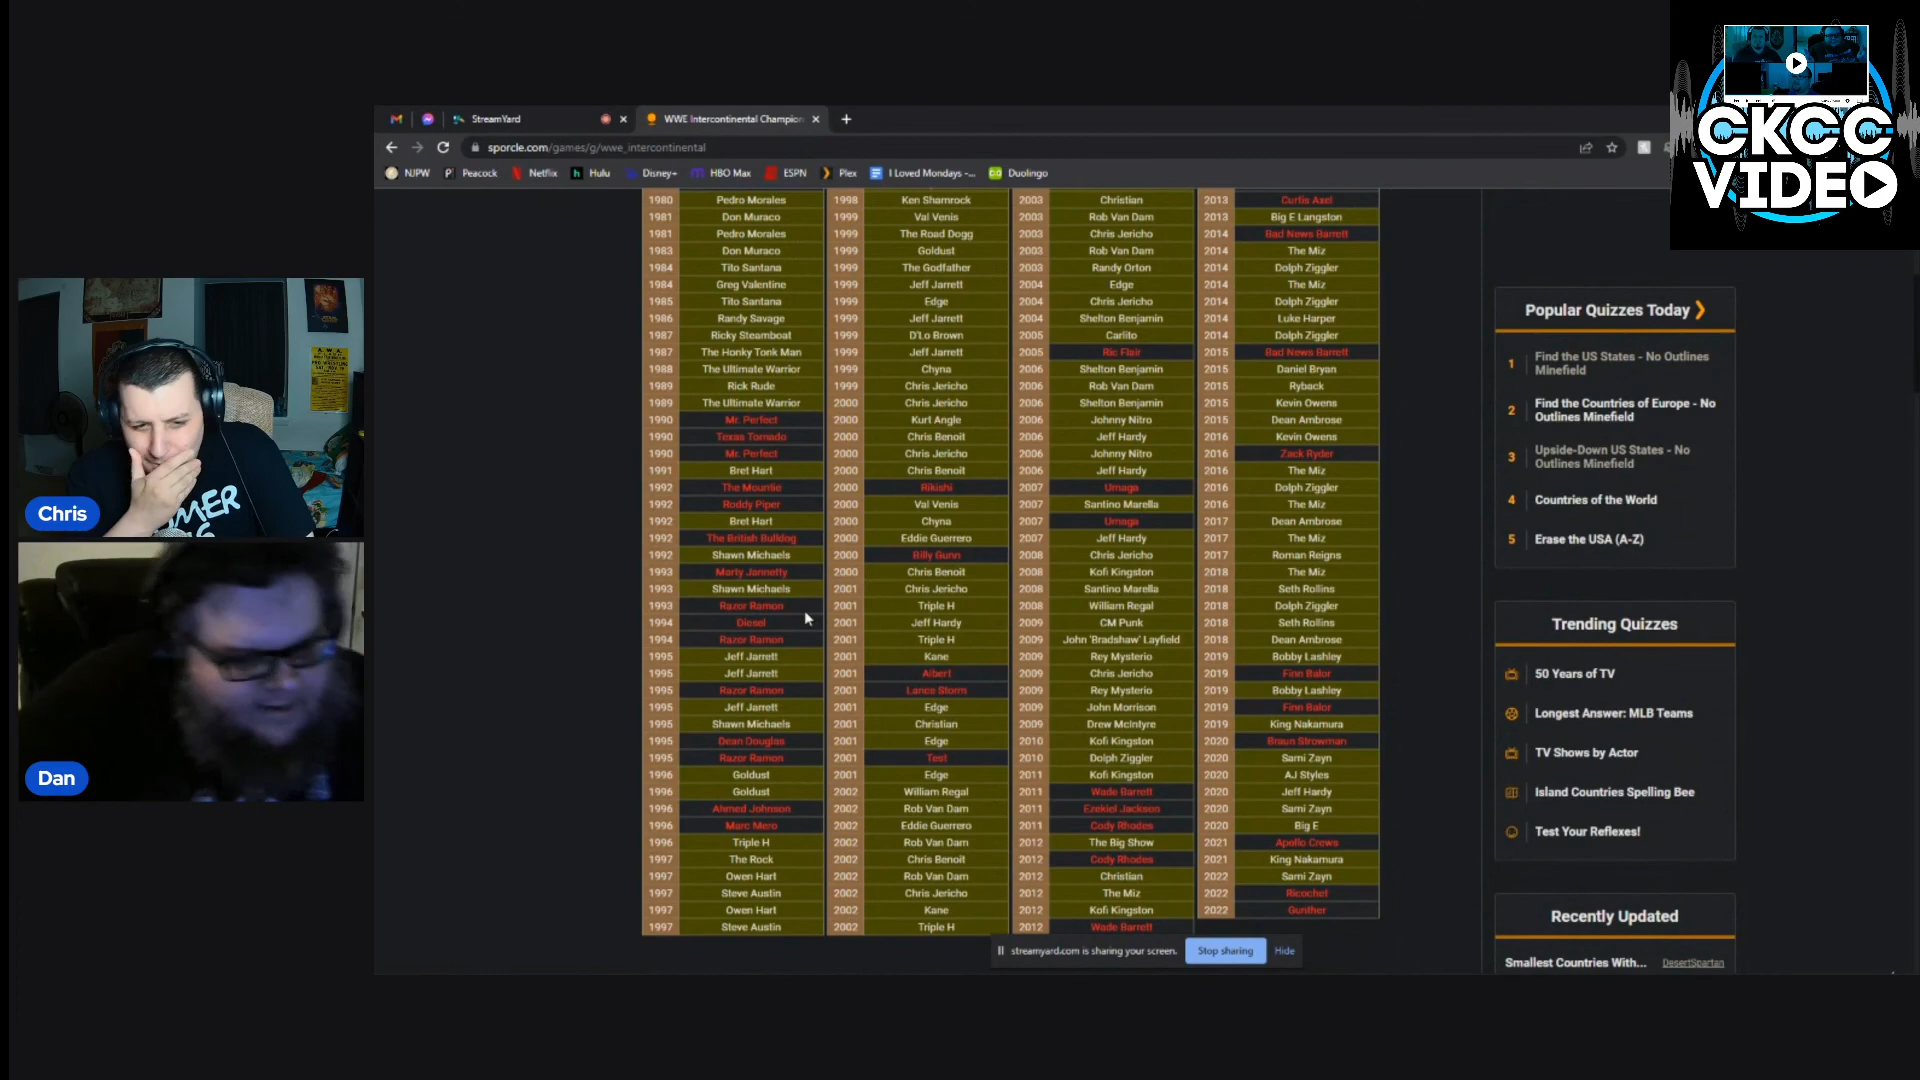 StreamYard
WWE Intercontinental Champion
sporcle.com/games/g/wwe_intercontinental
NJPW
Peacock
Netflix
Hulu
Disney+
HBO Max
ESPN
Plex
I Loved Mondays -...
Duolingo
CKCC
VIDEO
Chris
Dan
1980 Pedro Morales
1981 Don Muraco
1981 Pedro Morales
1983 Don Muraco
1984 Tito Santana
1984 Greg Valentine
1985 Tito Santana
1986 Randy Savage
1987 Ricky Steamboat
1987 The Honky Tonk Man
1988 The Ultimate Warrior
1989 Rick Rude
1989 The Ultimate Warrior
1990 Mr. Perfect
1990 Texas Tornado
1990 Mr. Perfect
1991 Bret Hart
1992 The Mountie
1992 Roddy Piper
1992 Bret Hart
1992 The British Bulldog
1992 Shawn Michaels
1993 Marty Jannetty
1993 Shawn Michaels
1993 Razor Ramon
1994 Diesel
1994 Razor Ramon
1995 Jeff Jarrett
1995 Jeff Jarrett
1995 Razor Ramon
1995 Jeff Jarrett
1995 Shawn Michaels
1995 Dean Douglas
1995 Razor Ramon
1996 Goldust
1996 Goldust
1996 Ahmed Johnson
1996 Marc Mero
1996 Triple H
1997 The Rock
1997 Owen Hart
1997 Steve Austin
1997 Owen Hart
1997 Steve Austin
1998 Ken Shamrock
1999 Val Venis
1999 The Road Dogg
1999 Goldust
1999 The Godfather
1999 Jeff Jarrett
1999 Edge
1999 Jeff Jarrett
1999 D'Lo Brown
1999 Jeff Jarrett
1999 Chyna
1999 Chris Jericho
2000 Chris Jericho
2000 Kurt Angle
2000 Chris Benoit
2000 Chris Jericho
2000 Chris Benoit
2000 Rikishi
2000 Val Venis
2000 Chyna
2000 Eddie Guerrero
2000 Billy Gunn
2000 Chris Benoit
2001 Chris Jericho
2001 Triple H
2001 Jeff Hardy
2001 Triple H
2001 Kane
2001 Albert
2001 Lance Storm
2001 Edge
2001 Christian
2001 Edge
2001 Test
2001 Edge
2002 William Regal
2002 Rob Van Dam
2002 Eddie Guerrero
2002 Rob Van Dam
2002 Chris Benoit
2002 Rob Van Dam
2002 Chris Jericho
2002 Kane
2002 Triple H
2003 Christian
2003 Rob Van Dam
2003 Chris Jericho
2003 Rob Van Dam
2003 Randy Orton
2004 Edge
2004 Chris Jericho
2004 Shelton Benjamin
2005 Carlito
2005 Ric Flair
2006 Shelton Benjamin
2006 Rob Van Dam
2006 Shelton Benjamin
2006 Johnny Nitro
2006 Jeff Hardy
2006 Johnny Nitro
2006 Jeff Hardy
2007 Umaga
2007 Santino Marella
2007 Umaga
2007 Jeff Hardy
2008 Chris Jericho
2008 Kofi Kingston
2008 Santino Marella
2008 William Regal
2009 CM Punk
2009 John 'Bradshaw' Layfield
2009 Rey Mysterio
2009 Chris Jericho
2009 Rey Mysterio
2009 John Morrison
2009 Drew McIntyre
2010 Kofi Kingston
2010 Dolph Ziggler
2011 Kofi Kingston
2011 Wade Barrett
2011 Ezekiel Jackson
2011 Cody Rhodes
2012 The Big Show
2012 Cody Rhodes
2012 Christian
2012 The Miz
2012 Kofi Kingston
2012 Wade Barrett
2013 Curtis Axel
2013 Big E Langston
2014 Bad News Barrett
2014 The Miz
2014 Dolph Ziggler
2014 The Miz
2014 Dolph Ziggler
2014 Luke Harper
2014 Dolph Ziggler
2015 Bad News Barrett
2015 Daniel Bryan
2015 Ryback
2015 Kevin Owens
2015 Dean Ambrose
2016 Kevin Owens
2016 Zack Ryder
2016 The Miz
2016 Dolph Ziggler
2016 The Miz
2017 Dean Ambrose
2017 The Miz
2017 Roman Reigns
2018 The Miz
2018 Seth Rollins
2018 Dolph Ziggler
2018 Seth Rollins
2018 Dean Ambrose
2019 Bobby Lashley
2019 Finn Balor
2019 Bobby Lashley
2019 Finn Balor
2019 King Nakamura
2020 Braun Strowman
2020 Sami Zayn
2020 AJ Styles
2020 Jeff Hardy
2020 Sami Zayn
2020 Big E
2021 Apollo Crews
2021 King Nakamura
2022 Sami Zayn
2022 Ricochet
2022 Gunther
streamyard.com is sharing your screen.
Stop sharing
Hide
Popular Quizzes Today
1 Find the US States - No Outlines
Minefield
2 Find the Countries of Europe - No
Outlines Minefield
3 Upside-Down US States - No
Outlines Minefield
4 Countries of the World
5 Erase the USA (A-Z)
Trending Quizzes
50 Years of TV
Longest Answer: MLB Teams
TV Shows by Actor
Island Countries Spelling Bee
Test Your Reflexes!
Recently Updated
Smallest Countries With... DesertSpartan